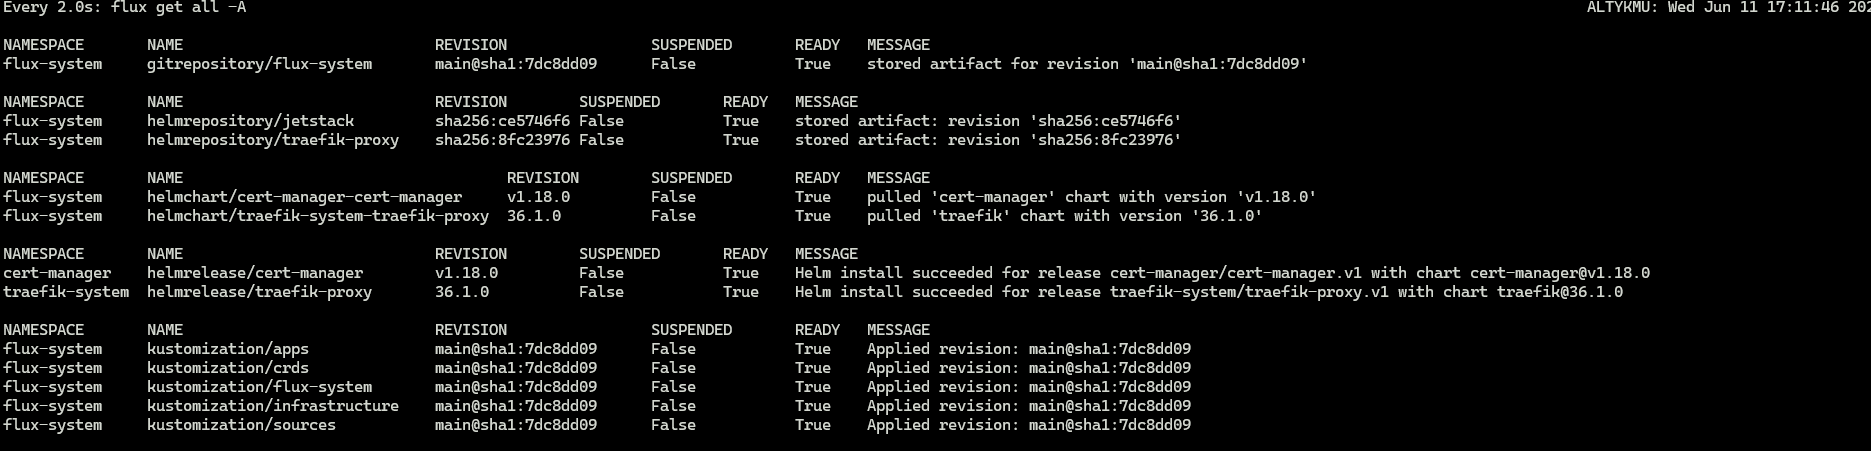 Every 2.0s: flux get all -A ALTYKMU: Wed Jun 11 17:11:46 202
NAMESPACE NAME REVISION SUSPENDED READY MESSAGE
flux-system gitrepository/flux-system main@sha1:7dc8dd09 False True stored artifact for revision 'main@sha1:7dc8dd09'
NAMESPACE NAME REVISION SUSPENDED READY MESSAGE
flux-system helmrepository/jetstack sha256:ce5746f6 False True stored artifact: revision 'sha256:ce5746f6'
flux-system helmrepository/traefik-proxy sha256:8fc23976 False True stored artifact: revision 'sha256:8fc23976'
NAMESPACE NAME REVISION SUSPENDED READY MESSAGE
flux-system helmchart/cert-manager-cert-manager v1.18.0 False True pulled 'cert-manager' chart with version 'v1.18.0'
flux-system helmchart/traefik-system-traefik-proxy 36.1.0 False True pulled 'traefik' chart with version '36.1.0'
NAMESPACE NAME REVISION SUSPENDED READY MESSAGE
cert-manager helmrelease/cert-manager v1.18.0 False True Helm install succeeded for release cert-manager/cert-manager.v1 with chart cert-manager@v1.18.0
traefik-system helmrelease/traefik-proxy 36.1.0 False True Helm install succeeded for release traefik-system/traefik-proxy.v1 with chart traefik@36.1.0
NAMESPACE NAME REVISION SUSPENDED READY MESSAGE
flux-system kustomization/apps main@sha1:7dc8dd09 False True Applied revision: main@sha1:7dc8dd09
flux-system kustomization/crds main@sha1:7dc8dd09 False True Applied revision: main@sha1:7dc8dd09
flux-system kustomization/flux-system main@sha1:7dc8dd09 False True Applied revision: main@sha1:7dc8dd09
flux-system kustomization/infrastructure main@sha1:7dc8dd09 False True Applied revision: main@sha1:7dc8dd09
flux-system kustomization/sources main@sha1:7dc8dd09 False True Applied revision: main@sha1:7dc8dd09